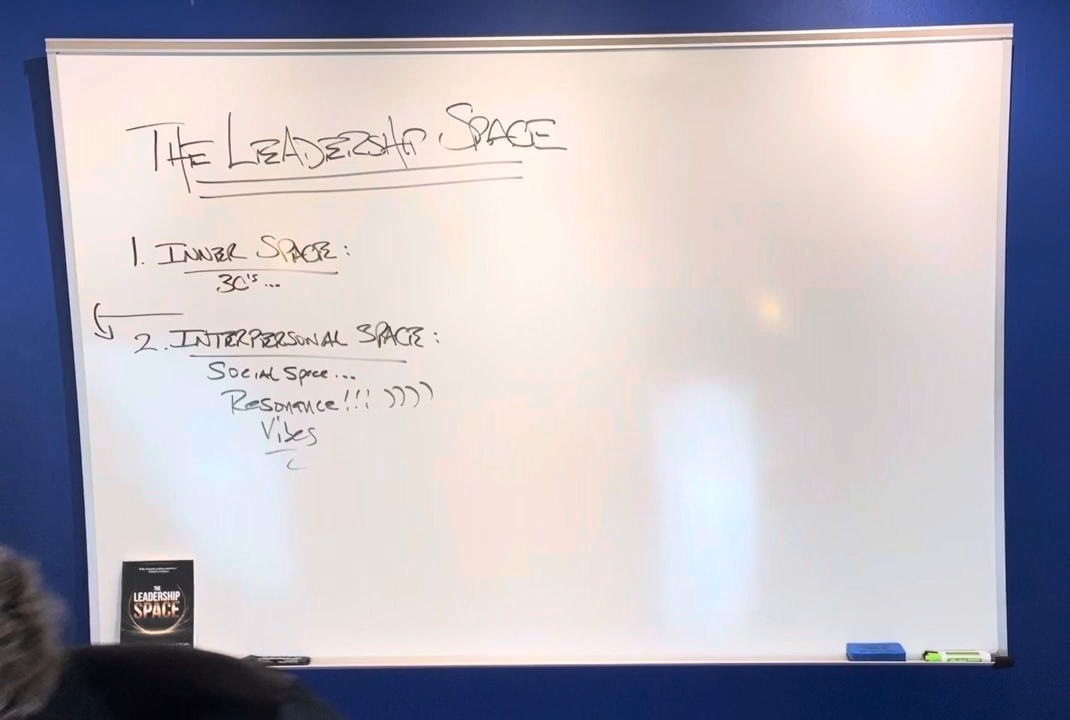 THE LEADERSHIP SPACE
1. INNER SPACE:
3C's...
2. INTERPERSONAL SPACE:
SOCIAL SPACE...
RESONANCE!!! ))))
Vibes
THE
LEADERSHIP
SPACE